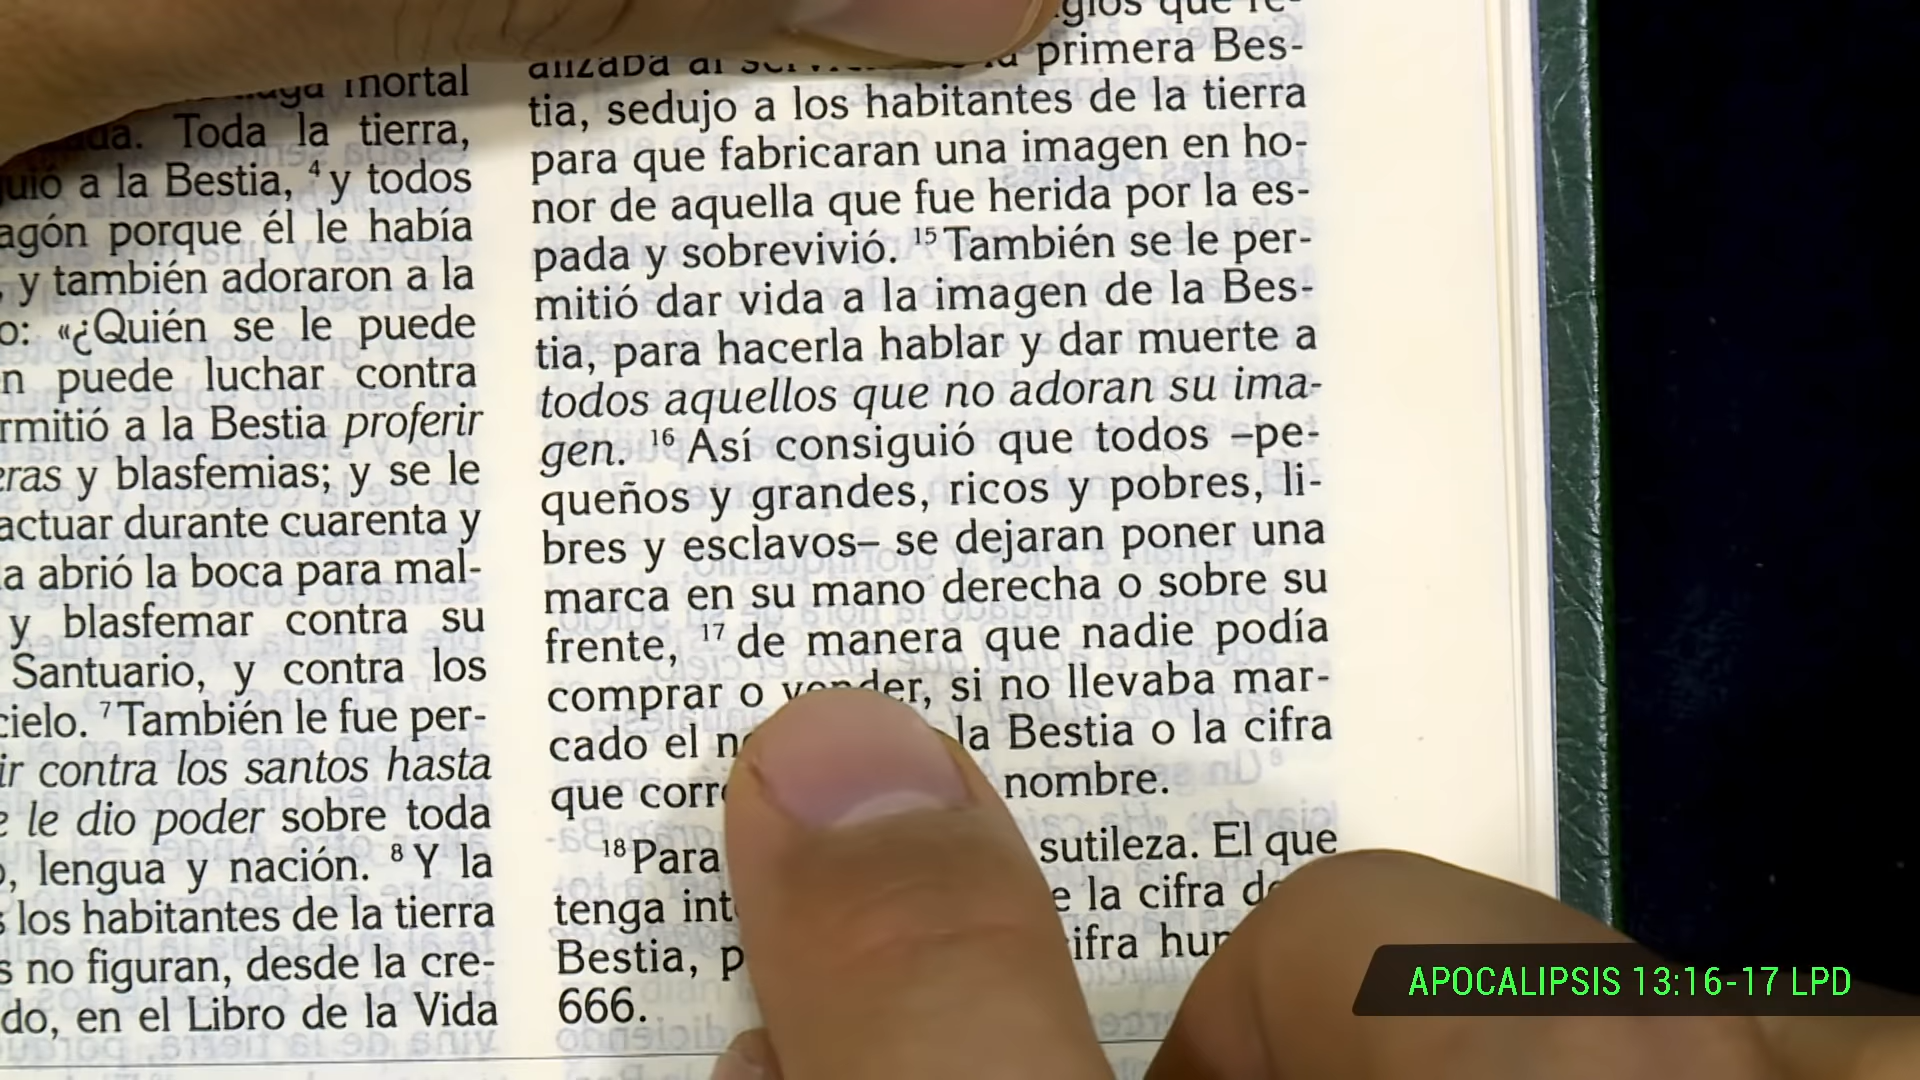 mortal
Toda la tierra,
a la Bestia, ⁴ y todos
porque él le había
, y también adoraron a la
o: «¿Quién se le puede
n puede luchar contra
rmitió a la Bestia proferir
y blasfemias; y se le
actuar durante cuarenta y
a abrió la boca para mal-
y blasfemar contra su
Santuario, y contra los
cielo. ⁷ También le fue per-
ir contra los santos hasta
e le dio poder sobre toda
o, lengua y nación. ⁸ Y la
s los habitantes de la tierra
s no figuran, desde la cre-
do, en el Libro de la Vida
que re-
primera Bes-
tia, sedujo a los habitantes de la tierra
para que fabricaran una imagen en ho-
nor de aquella que fue herida por la es-
pada y sobrevivió. ¹⁵ También se le per-
mitió dar vida a la imagen de la Bes-
tia, para hacerla hablar y dar muerte a
todos aquellos que no adoran su ima-
gen. ¹⁶ Así consiguió que todos –pe-
queños y grandes, ricos y pobres, li-
bres y esclavos– se dejaran poner una
marca en su mano derecha o sobre su
frente, ¹⁷ de manera que nadie podía
comprar o vender, si no llevaba mar-
cado el la Bestia o la cifra
que nombre.
¹⁸ Para sutileza. El que
tenga la cifra
Bestia,
666.
APOCALIPSIS 13:16-17 LPD